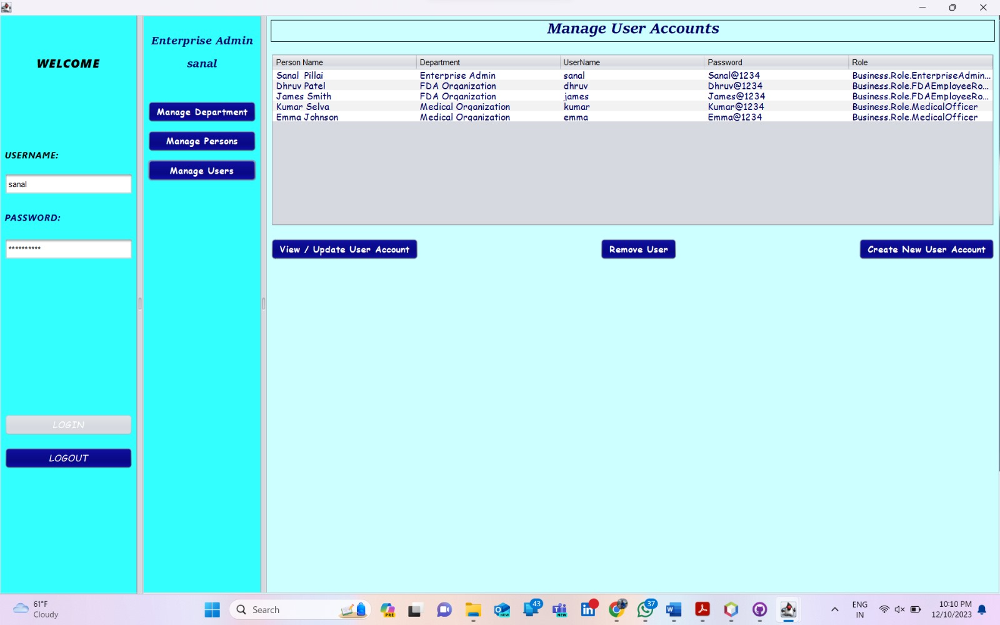 WELCOME
USERNAME:
sanal
PASSWORD:
**********
LOGIN
LOGOUT
Enterprise Admin
sanal
Manage Department
Manage Persons
Manage Users
Manage User Accounts
Person Name Department UserName Password Role
Sanal Pillai Enterprise Admin sanal Sanal@1234 Business.Role.EnterpriseAdmin...
Dhruv Patel FDA Organization dhruv Dhruv@1234 Business.Role.FDAEmployeeRo...
James Smith FDA Organization james James@1234 Business.Role.FDAEmployeeRo...
Kumar Selva Medical Organization kumar Kumar@1234 Business.Role.MedicalOfficer
Emma Johnson Medical Organization emma Emma@1234 Business.Role.MedicalOfficer
View / Update User Account Remove User Create New User Account
61°F
Cloudy
Search
PRE
NEW
43
NEW
37
ENG
IN
10:10 PM
12/10/2023